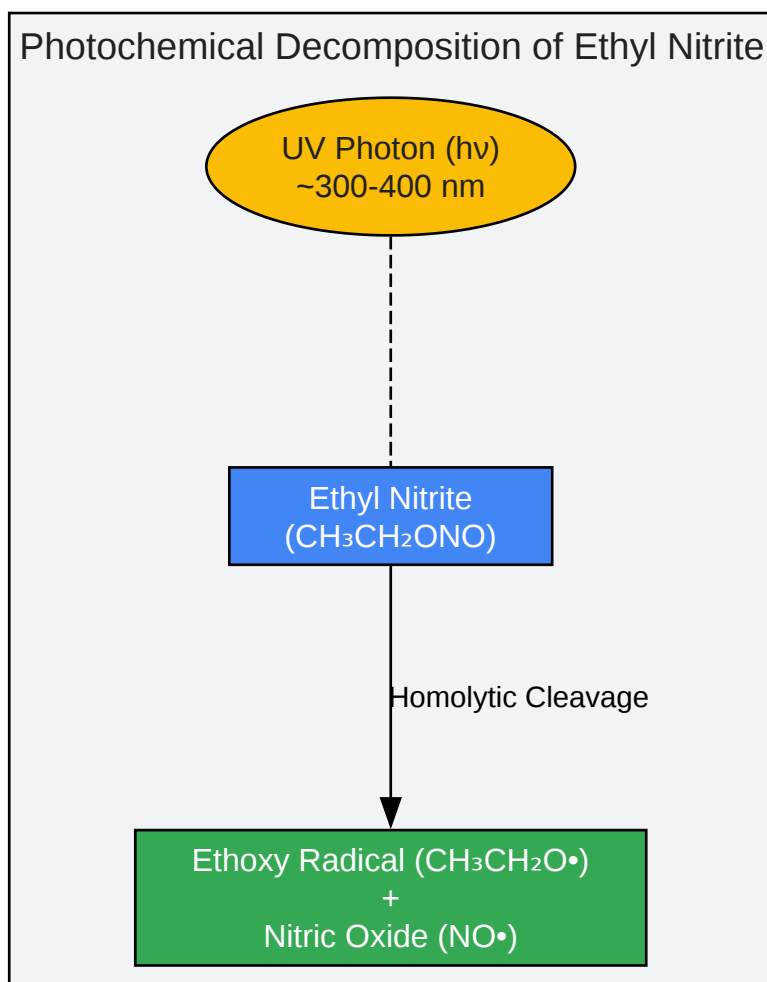 Photochemical Decomposition of Ethyl Nitrite
UV Photon (hν)
~300-400 nm
Ethyl Nitrite
(CH₃CH₂ONO)
Homolytic Cleavage
Ethoxy Radical (CH₃CH₂O•)
+
Nitric Oxide (NO•)